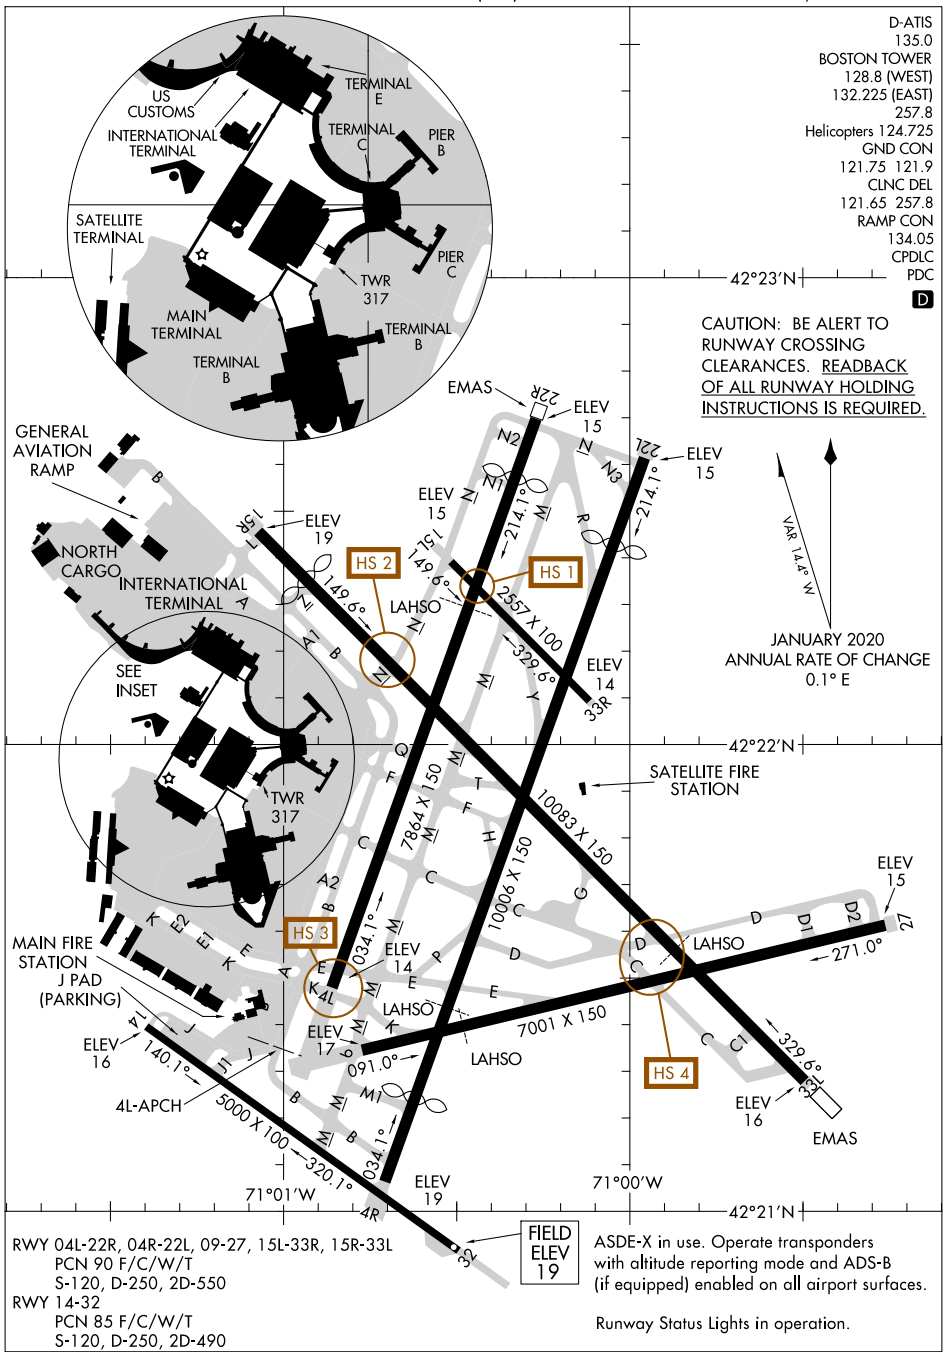 D-ATIS
135.0
BOSTON TOWER
128.8 (WEST)
132.225 (EAST)
257.8
Helicopters 124.725
GND CON
121.75 121.9
CLNC DEL
121.65 257.8
RAMP CON
134.05
CPDLC
PDC
D
TERMINAL
E
US
CUSTOMS
INTERNATIONAL
TERMINAL
TERMINAL
C
PIER
B
SATELLITE
TERMINAL
PIER
C
TWR
317
MAIN
TERMINAL
TERMINAL
B
TERMINAL
B
42°23'N
CAUTION: BE ALERT TO
RUNWAY CROSSING
CLEARANCES. READBACK
OF ALL RUNWAY HOLDING
INSTRUCTIONS IS REQUIRED.
EMAS
22R
ELEV
15
22L
ELEV
15
GENERAL
AVIATION
RAMP
B
N2
N
N3
N1
N
M
R
214.1°
214.1°
ELEV
15
15L
15R
L
ELEV
19
VAR 14.4° W
NORTH
CARGO
INTERNATIONAL
TERMINAL
A
HS 2
HS 1
149.6°
149.6°
LAHSO
2557 X 100
329.6°
N
N
N
A1
B
M
Y
ELEV
14
33R
JANUARY 2020
ANNUAL RATE OF CHANGE
0.1° E
SEE
INSET
42°22'N
TWR
317
Q
F
M
T
F
H
7864 X 150
SATELLITE FIRE
STATION
10083 X 150
C
M
C
C
10006 X 150
G
A2
B
ELEV
15
K
E2
E1
E
K
HS 3
034.1°
M
P
D
D
D1
D2
27
271.0°
LAHSO
D
C
C
MAIN FIRE
STATION
J PAD
(PARKING)
A
E
K
4L
ELEV
14
M
E
E
LAHSO
7001 X 150
14
J
ELEV
17
9
M
K
091.0°
LAHSO
C
C1
329.6°
33L
HS 4
ELEV
16
140.1°
J1
J
4L-APCH
B
M
M1
M
B
ELEV
16
EMAS
5000 X 100
320.1°
034.1°
71°01'W
4R
ELEV
19
71°00'W
42°21'N
32
RWY 04L-22R, 04R-22L, 09-27, 15L-33R, 15R-33L
PCN 90 F/C/W/T
S-120, D-250, 2D-550
RWY 14-32
PCN 85 F/C/W/T
S-120, D-250, 2D-490
FIELD
ELEV
19
ASDE-X in use. Operate transponders
with altitude reporting mode and ADS-B
(if equipped) enabled on all airport surfaces.
Runway Status Lights in operation.